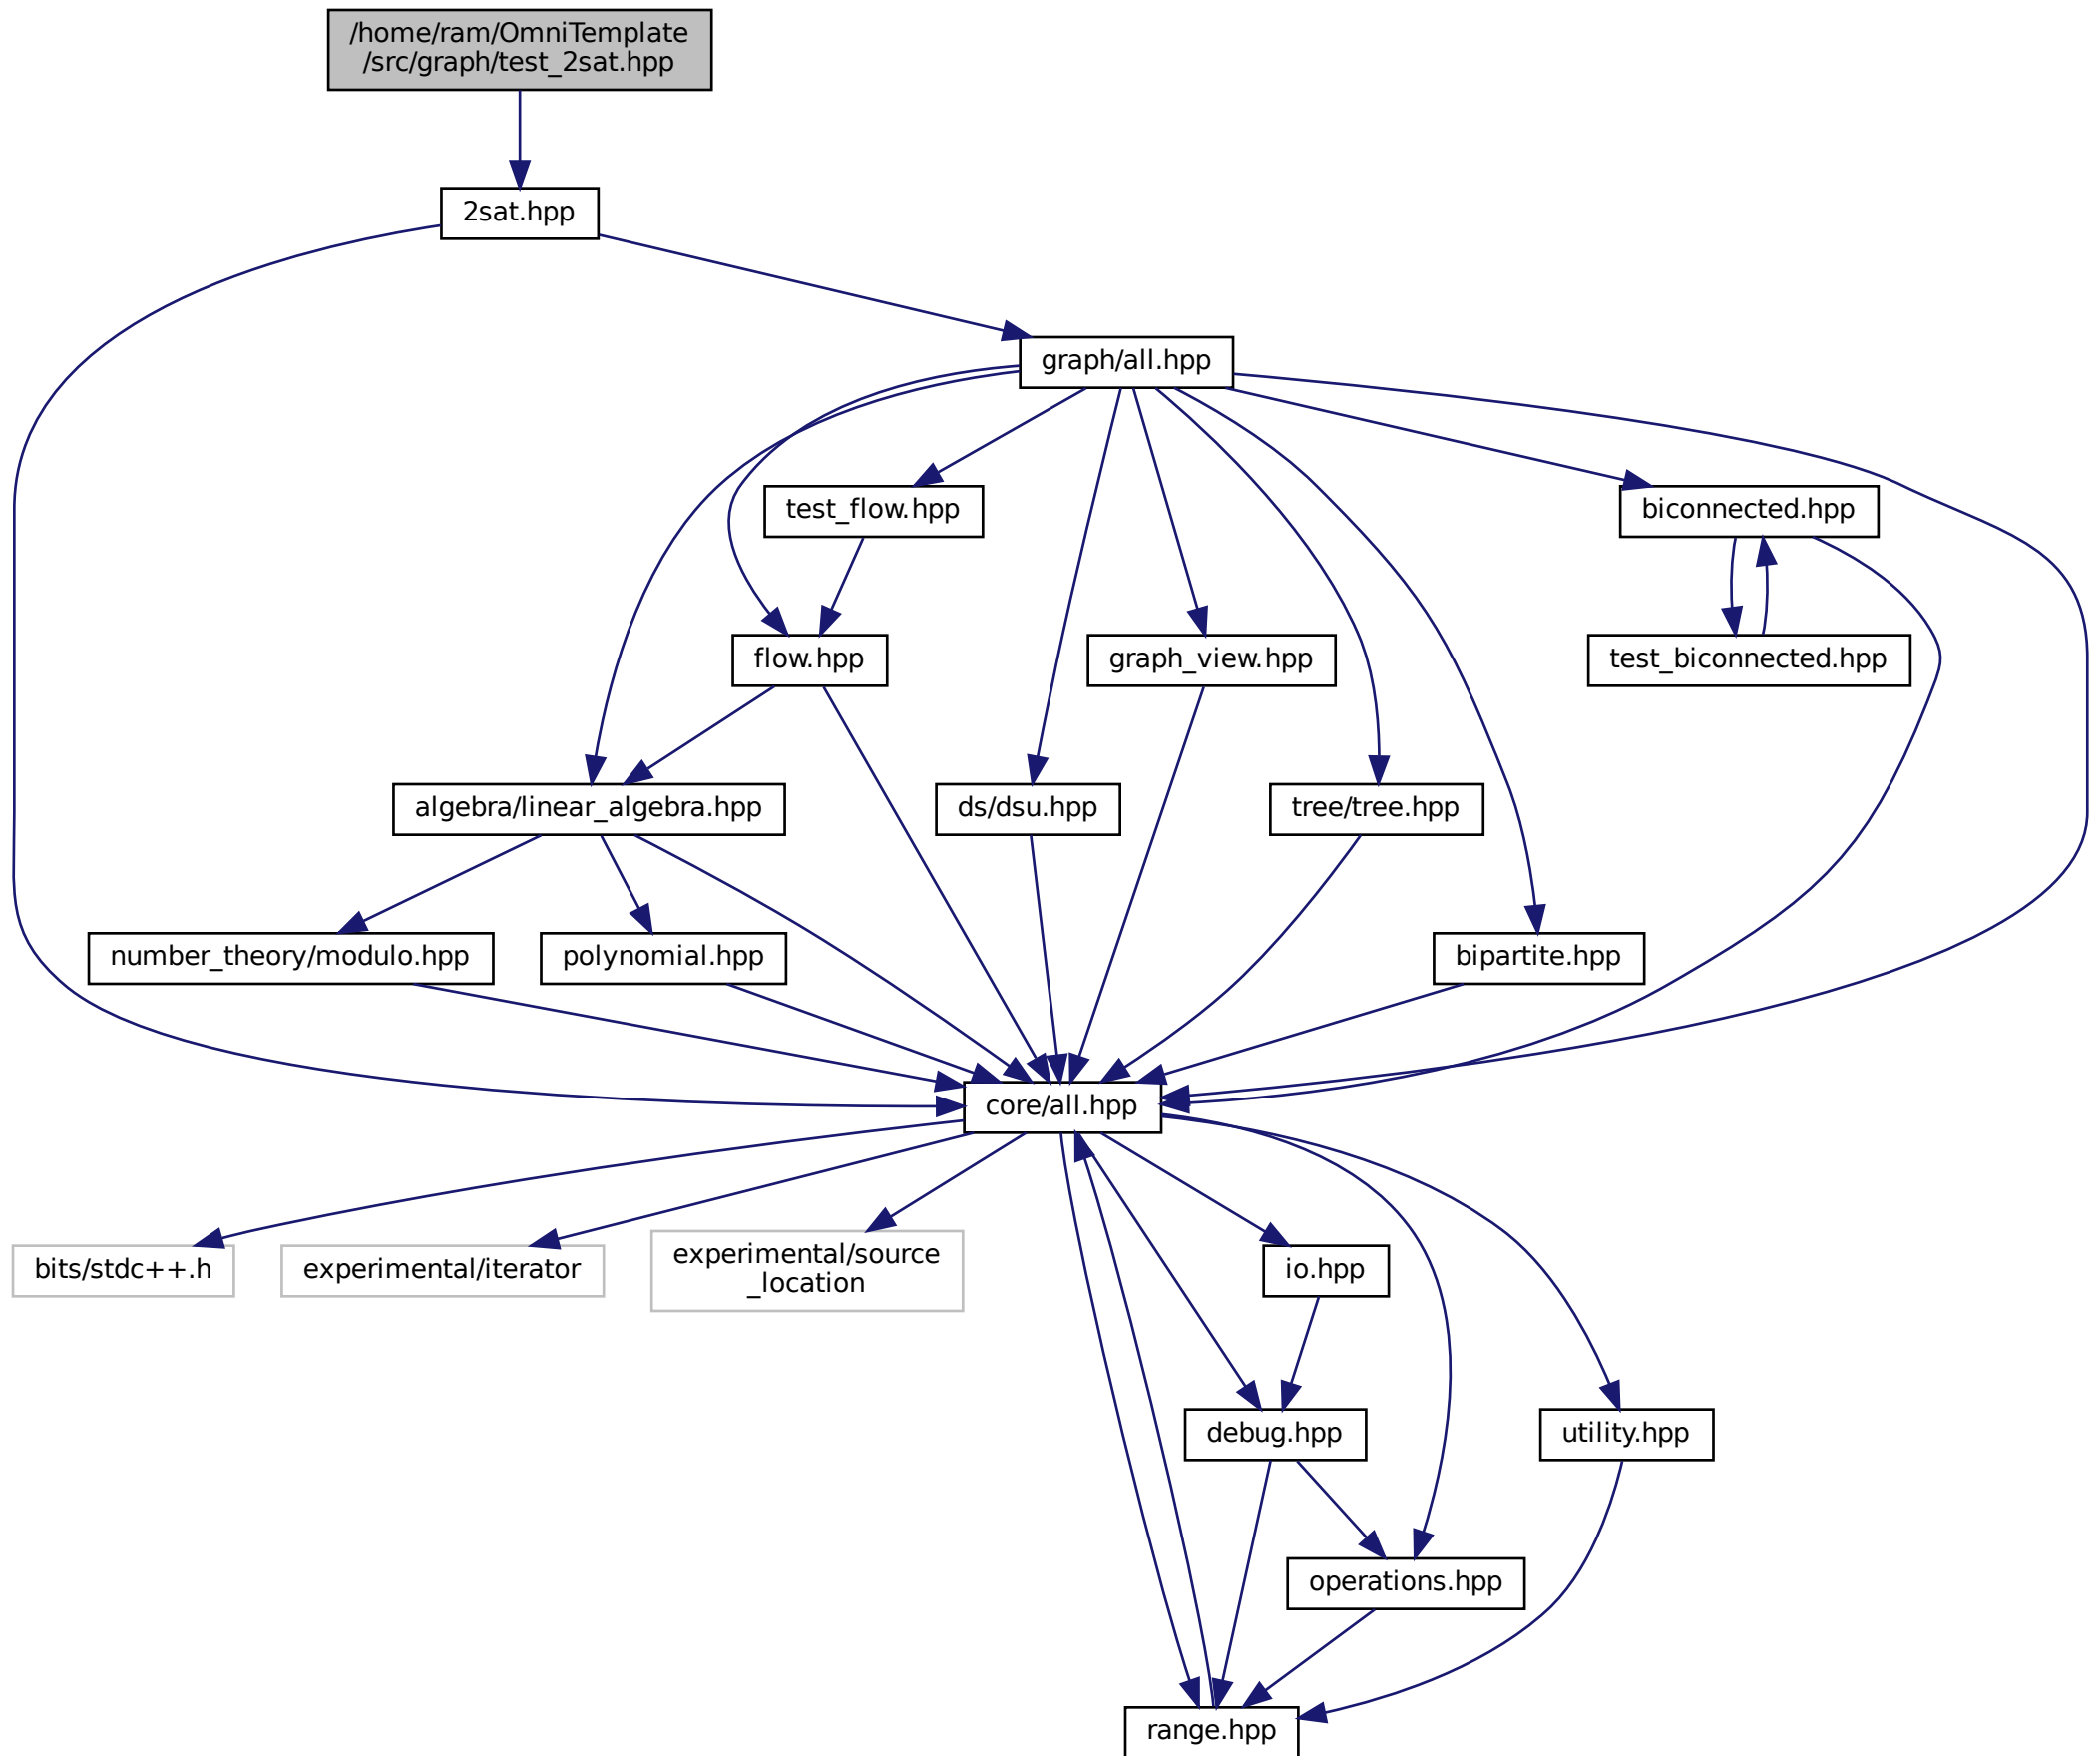 /home/ram/OmniTemplate
/src/graph/test_2sat.hpp
2sat.hpp
graph/all.hpp
test_flow.hpp
biconnected.hpp
flow.hpp
graph_view.hpp
test_biconnected.hpp
algebra/linear_algebra.hpp
ds/dsu.hpp
tree/tree.hpp
number_theory/modulo.hpp
polynomial.hpp
bipartite.hpp
core/all.hpp
bits/stdc++.h
experimental/iterator
experimental/source
_location
io.hpp
debug.hpp
utility.hpp
operations.hpp
range.hpp